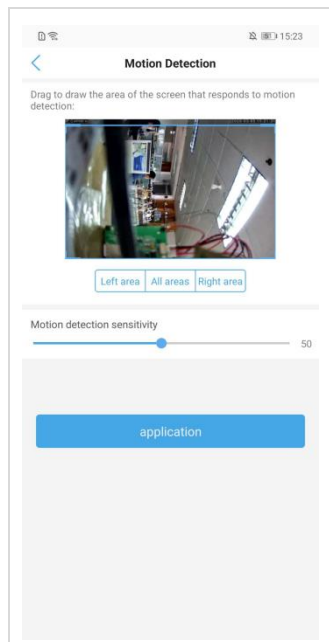 15:23
Motion Detection
Drag to draw the area of the screen that responds to motion
detection:
Left area All areas Right area
Motion detection sensitivity
50
application